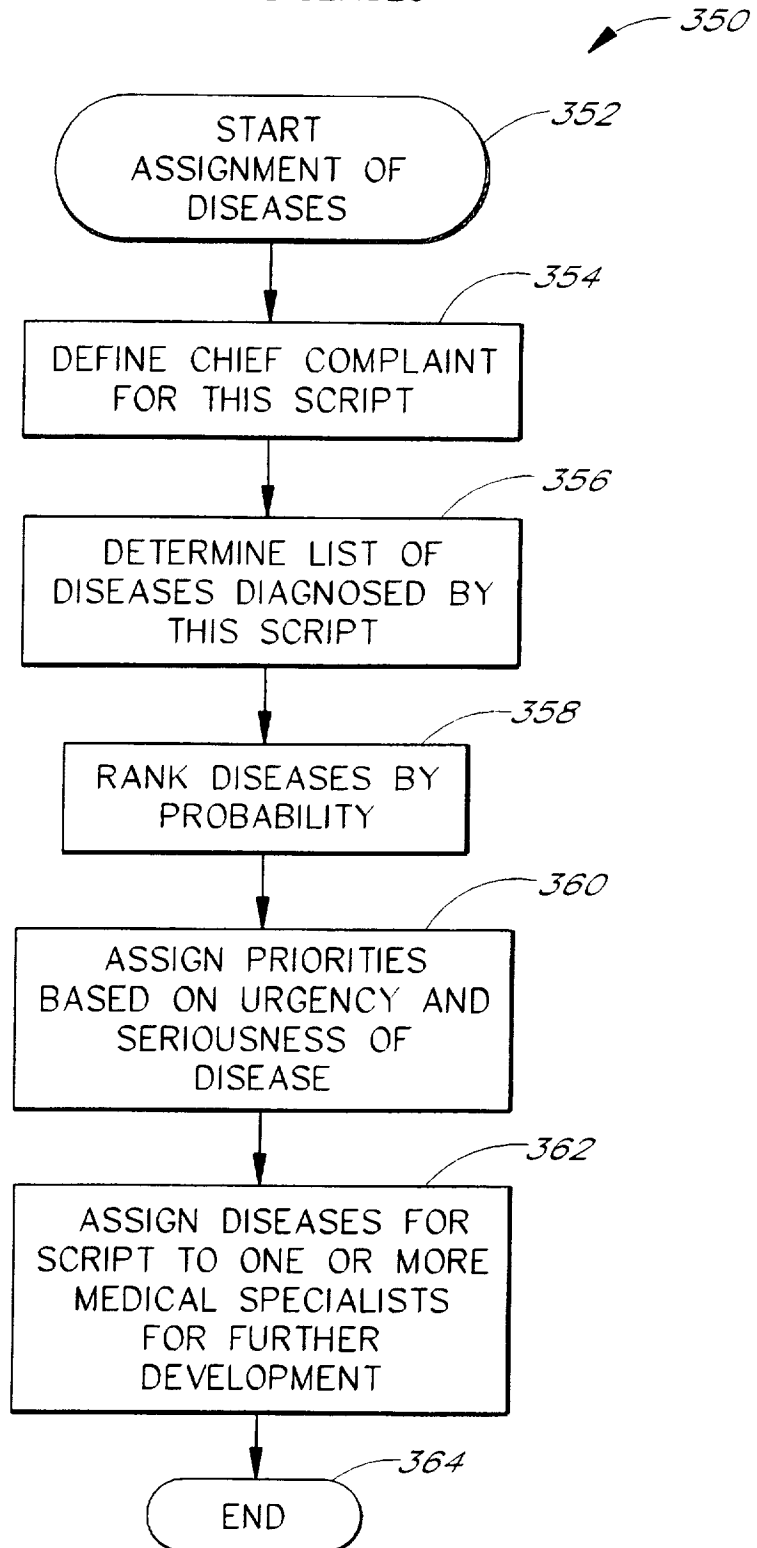 350
352
START
ASSIGNMENT OF
DISEASES
354
DEFINE CHIEF COMPLAINT
FOR THIS SCRIPT
356
DETERMINE LIST OF
DISEASES DIAGNOSED BY
THIS SCRIPT
358
RANK DISEASES BY
PROBABILITY
360
ASSIGN PRIORITIES
BASED ON URGENCY AND
SERIOUSNESS OF
DISEASE
362
ASSIGN DISEASES FOR
SCRIPT TO ONE OR MORE
MEDICAL SPECIALISTS
FOR FURTHER
DEVELOPMENT
364
END